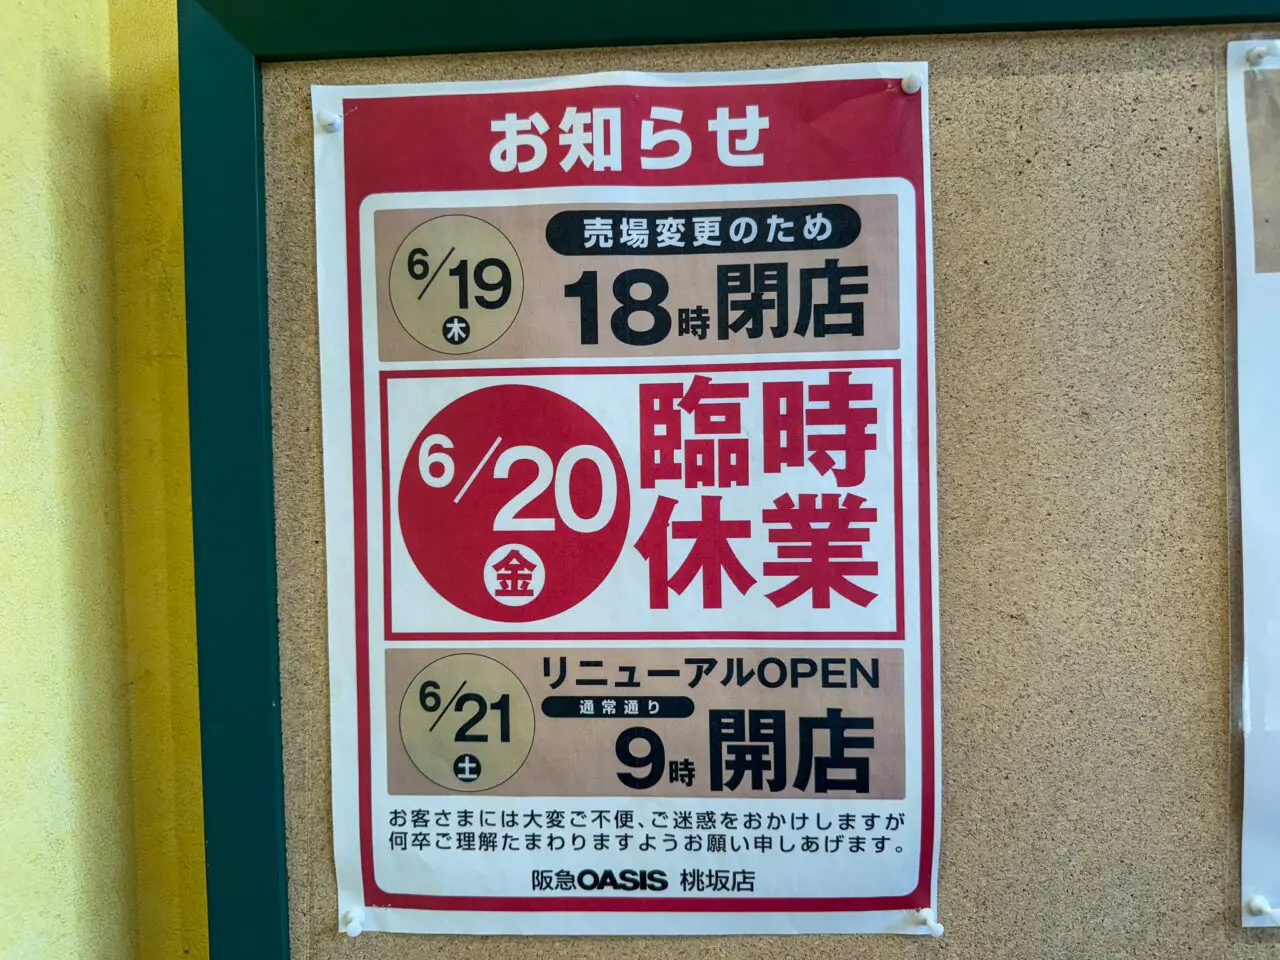 お知らせ
6/19
木
売場変更のため
18時閉店
6/20
金
臨時
休業
6/21
土
リニューアルOPEN
通常通り
9時開店
お客さまには大変ご不便、ご迷惑をおかけしますが
何卒ご理解たまわりますようお願い申しあげます。
阪急OASIS 桃坂店